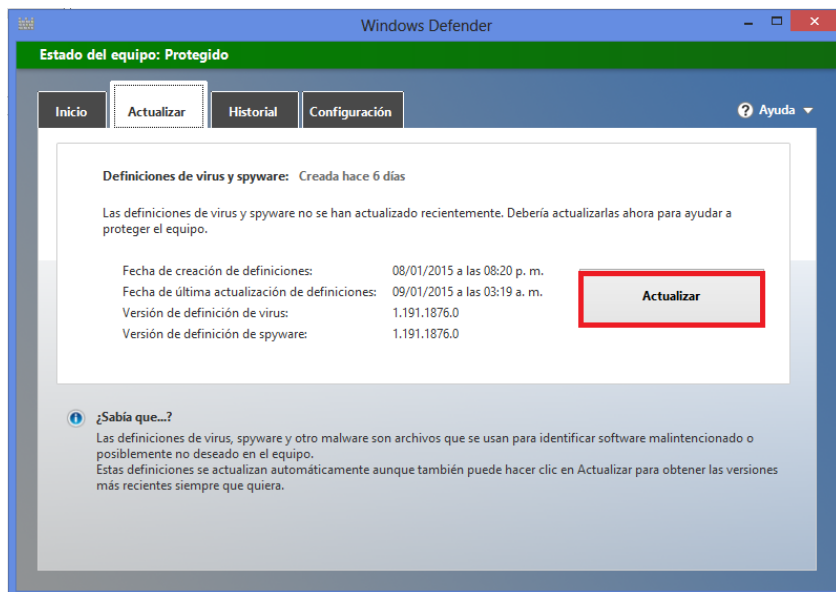 Windows Defender
Estado del equipo: Protegido
Inicio
Actualizar
Historial
Configuración
Ayuda
Definiciones de virus y spyware: Creada hace 6 días
Las definiciones de virus y spyware no se han actualizado recientemente. Debería actualizarlas ahora para ayudar a
proteger el equipo.
Fecha de creación de definiciones: 08/01/2015 a las 08:20 p. m.
Fecha de última actualización de definiciones: 09/01/2015 a las 03:19 a. m.
Versión de definición de virus: 1.191.1876.0
Versión de definición de spyware: 1.191.1876.0
Actualizar
¿Sabía que...?
Las definiciones de virus, spyware y otro malware son archivos que se usan para identificar software malintencionado o
posiblemente no deseado en el equipo.
Estas definiciones se actualizan automáticamente aunque también puede hacer clic en Actualizar para obtener las versiones
más recientes siempre que quiera.